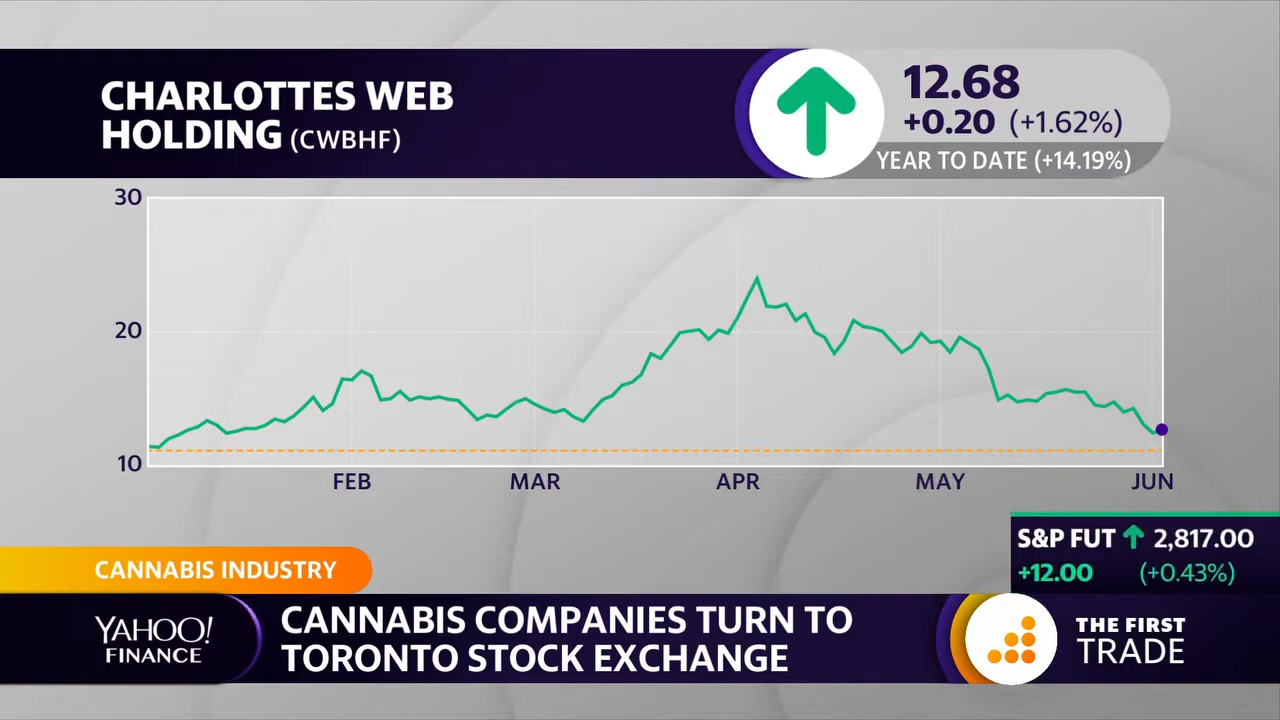 CHARLOTTES WEB
HOLDING (CWBHF)
12.68
+0.20 (+1.62%)
YEAR TO DATE (+14.19%)
30
20
10
FEB MAR APR MAY JUN
S&P FUT 2,817.00
+12.00 (+0.43%)
CANNABIS INDUSTRY
YAHOO!
FINANCE
CANNABIS COMPANIES TURN TO
TORONTO STOCK EXCHANGE
THE FIRST
TRADE